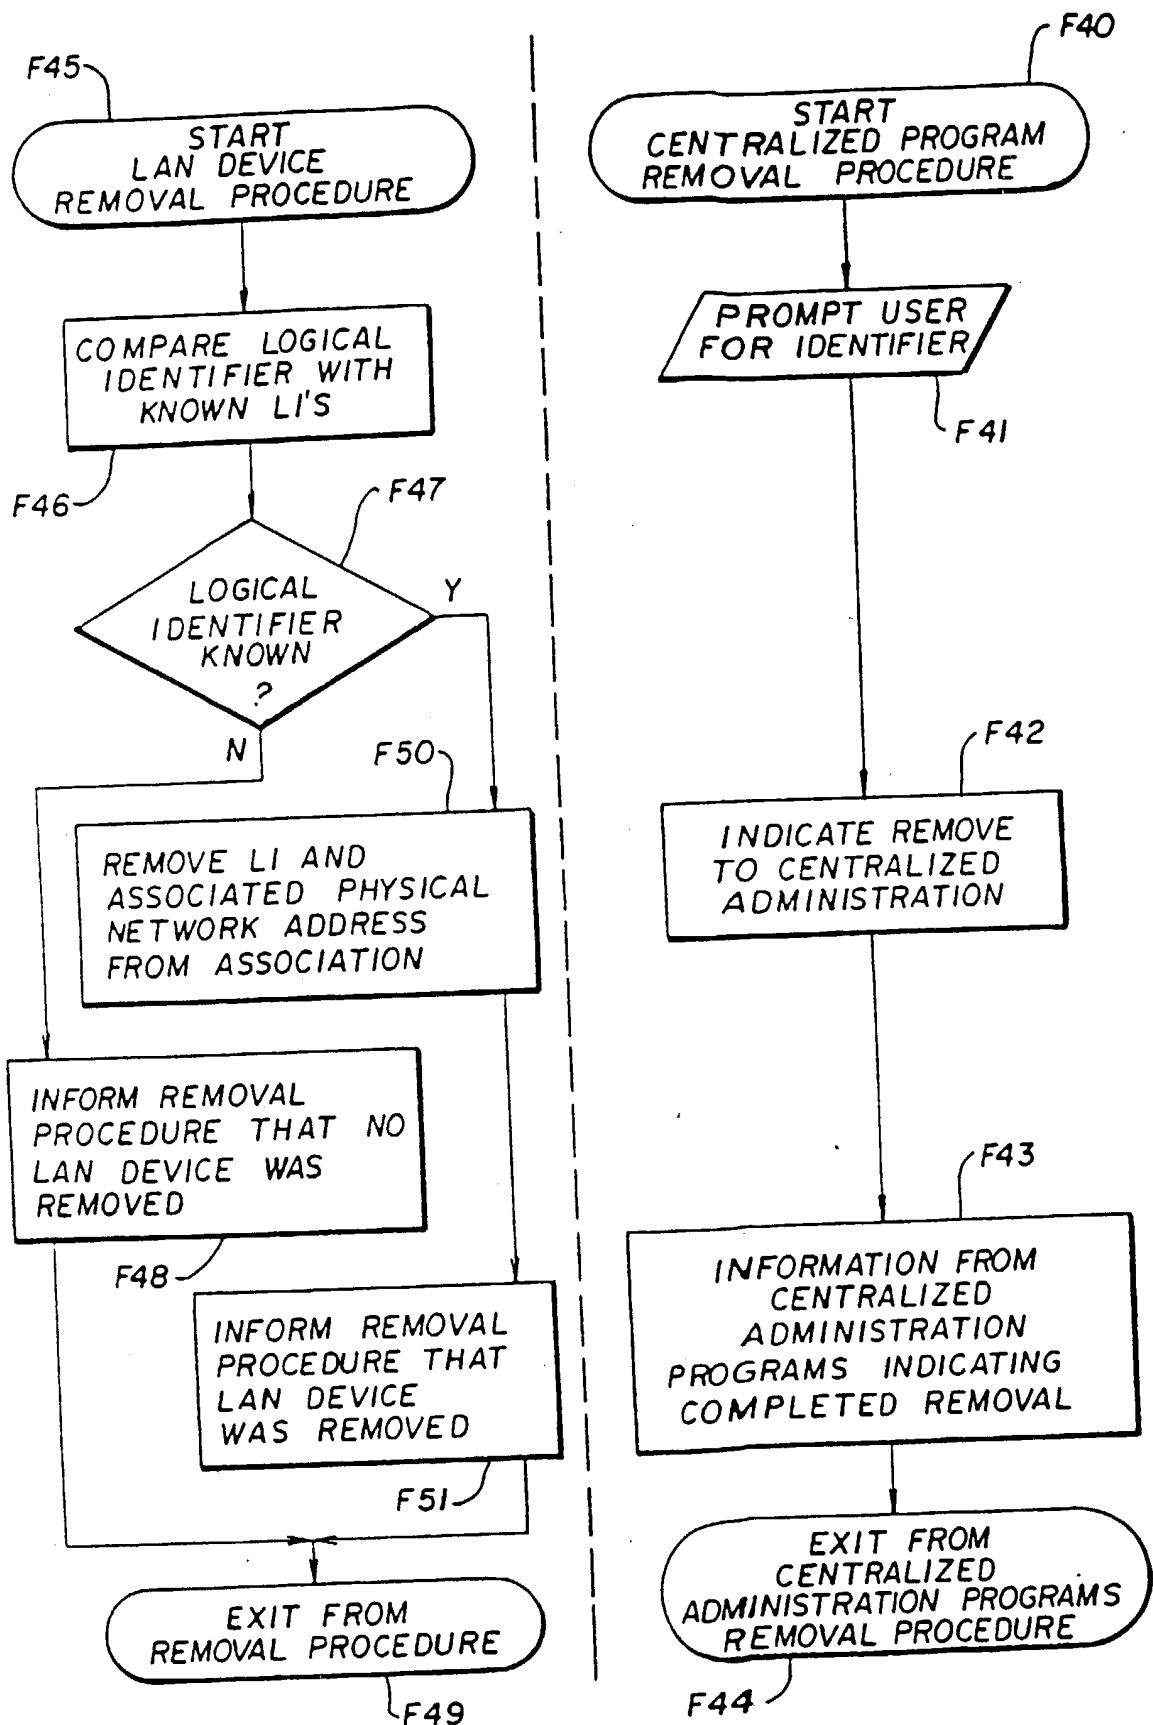 F45
START
LAN DEVICE
REMOVAL PROCEDURE
COMPARE LOGICAL
IDENTIFIER WITH
KNOWN LI'S
F46
F47
LOGICAL
IDENTIFIER
KNOWN
?
Y
N
F50
REMOVE LI AND
ASSOCIATED PHYSICAL
NETWORK ADDRESS
FROM ASSOCIATION
INFORM REMOVAL
PROCEDURE THAT NO
LAN DEVICE WAS
REMOVED
F48
INFORM REMOVAL
PROCEDURE THAT
LAN DEVICE
WAS REMOVED
F51
EXIT FROM
REMOVAL PROCEDURE
F49
F40
START
CENTRALIZED PROGRAM
REMOVAL PROCEDURE
PROMPT USER
FOR IDENTIFIER
F41
F42
INDICATE REMOVE
TO CENTRALIZED
ADMINISTRATION
F43
INFORMATION FROM
CENTRALIZED
ADMINISTRATION
PROGRAMS INDICATING
COMPLETED REMOVAL
EXIT FROM
CENTRALIZED
ADMINISTRATION PROGRAMS
REMOVAL PROCEDURE
F44